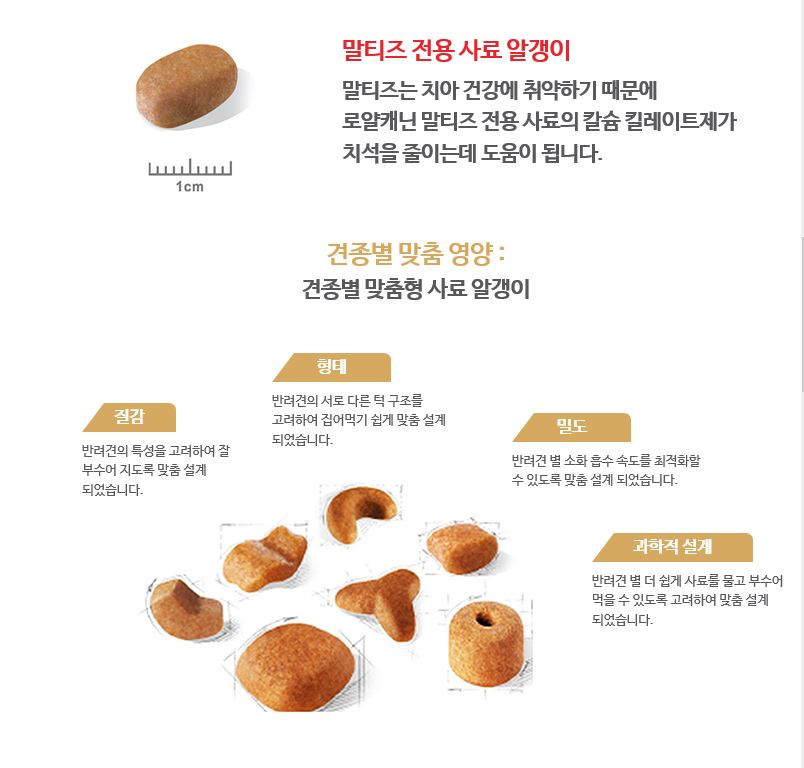 말티즈 전용 사료 알갱이
말티즈는 치아 건강에 취약하기 때문에
로얄캐닌 말티즈 전용 사료의 칼슘 킬레이트제가
치석을 줄이는데 도움이 됩니다.
1cm
견종별 맞춤 영양 :
견종별 맞춤형 사료 알갱이
형태
반려견의 서로 다른 턱 구조를
고려하여 집어먹기 쉽게 맞춤 설계
되었습니다.
질감
반려견의 특성을 고려하여 잘
부수어 지도록 맞춤 설계
되었습니다.
밀도
반려견 별 소화 흡수 속도를 최적화할
수 있도록 맞춤 설계 되었습니다.
과학적 설계
반려견 별 더 쉽게 사료를 물고 부수어
먹을 수 있도록 고려하여 맞춤 설계
되었습니다.